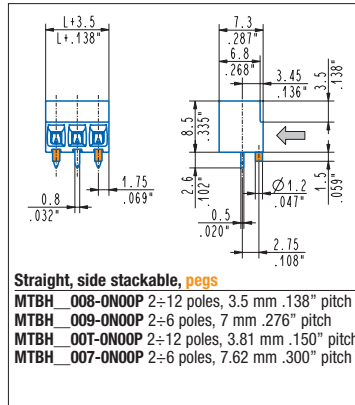 L+3.5
L+.138"
7.3
.287"
6.8
.268"
3.45
.136"
3.5
.138"
8.5
.335"
2.6
.102"
1.75
.069"
0.8
.032"
0.5
.020"
Ø1.2
.047"
1.5
.059"
2.75
.108"
Straight, side stackable, pegs
MTBH__008-0N00P 2÷12 poles, 3.5 mm .138” pitch
MTBH__009-0N00P 2÷6 poles, 7 mm .276” pitch
MTBH__00T-0N00P 2÷12 poles, 3.81 mm .150” pitch
MTBH__007-0N00P 2÷6 poles, 7.62 mm .300” pitch